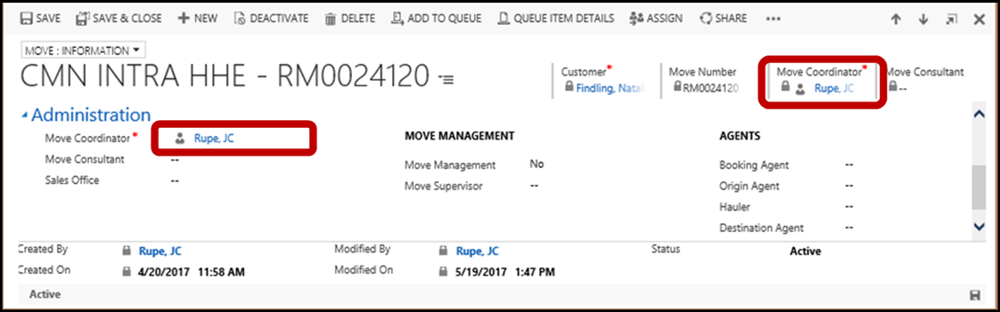 SAVE SAVE & CLOSE NEW DEACTIVATE DELETE ADD TO QUEUE QUEUE ITEM DETAILS ASSIGN SHARE •••
MOVE : INFORMATION
CMN INTRA HHE - RM0024120
Customer* Move Number Move Coordinator* Move Consultant
Findling, Natali RM0024120 Rupe, JC --
Administration
Move Coordinator * Rupe, JC MOVE MANAGEMENT AGENTS
Move Consultant -- Move Management No Booking Agent --
Sales Office -- Move Supervisor -- Origin Agent --
Hauler --
Destination Agent --
Created By Rupe, JC Modified By Rupe, JC Status Active
Created On 4/20/2017 11:58 AM Modified On 5/19/2017 1:47 PM
Active